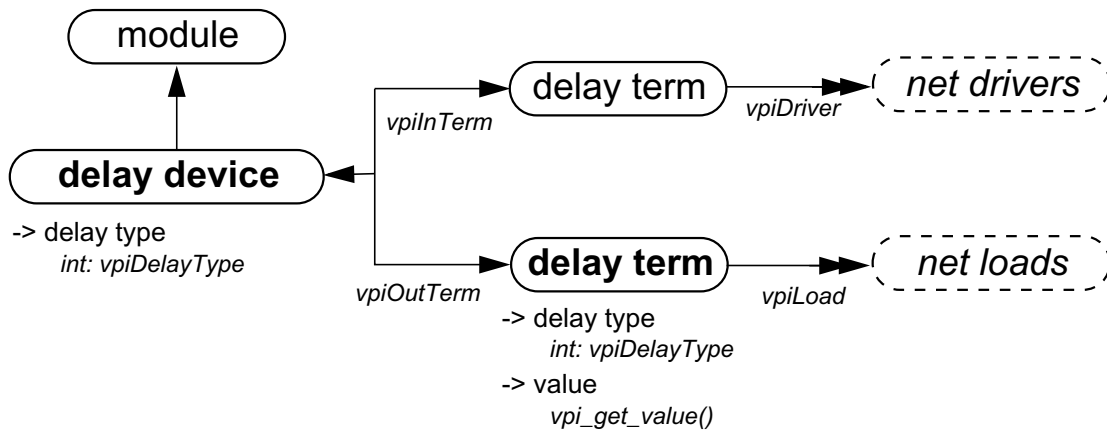 module
delay term
net drivers
vpiInTerm
vpiDriver
delay device
-> delay type
int: vpiDelayType
delay term
net loads
vpiOutTerm
vpiLoad
-> delay type
int: vpiDelayType
-> value
vpi_get_value()